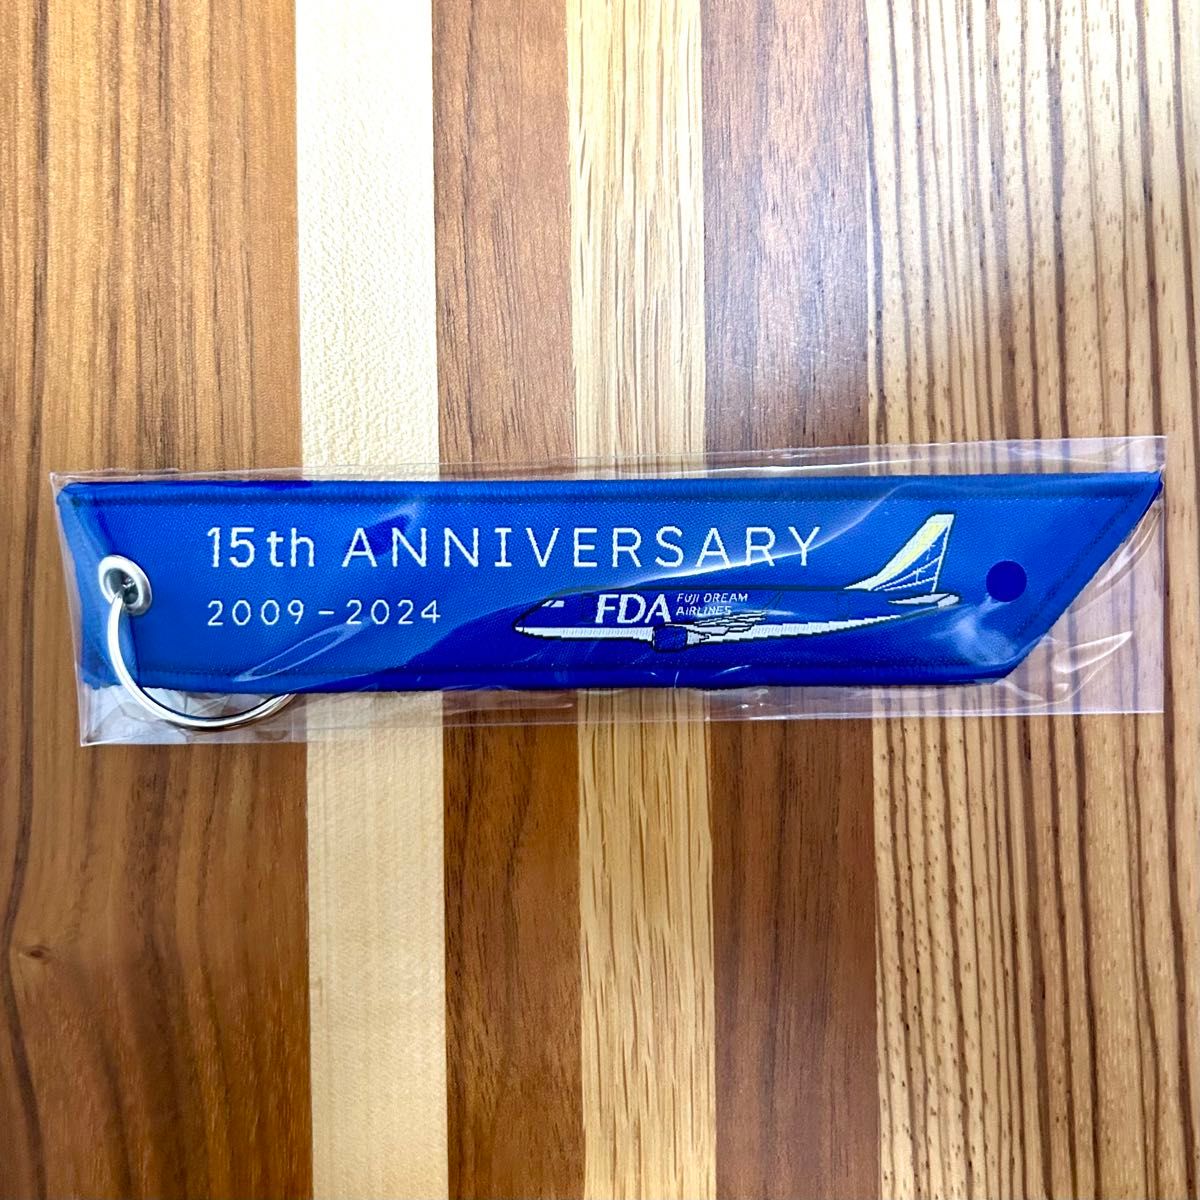 15th ANNIVERSARY
2009-2024
FDA FUJI DREAM
AIRLINES